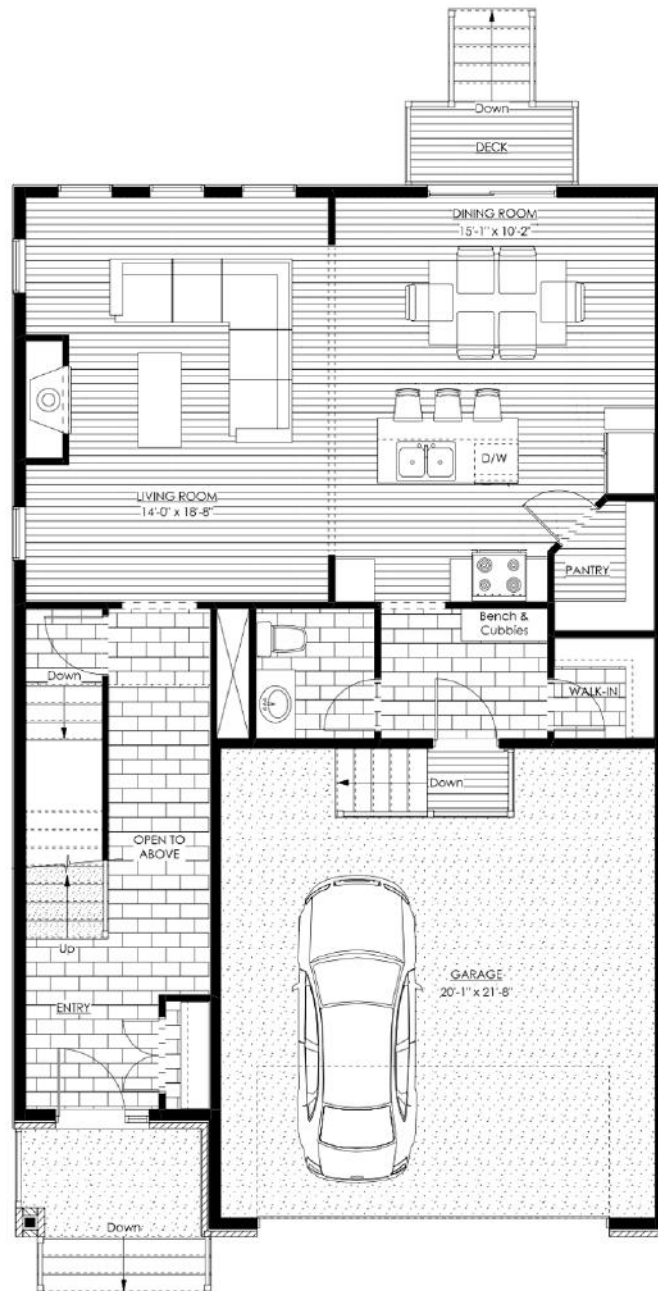 Down
DECK
DINING ROOM
15'-1" x 10'-2"
D/W
LIVING ROOM
14'-0" x 18'-8"
PANTRY
Bench &
Cubbies
Down
WALK-IN
Down
OPEN TO
ABOVE
Up
GARAGE
20'-1" x 21'-8"
ENTRY
Down